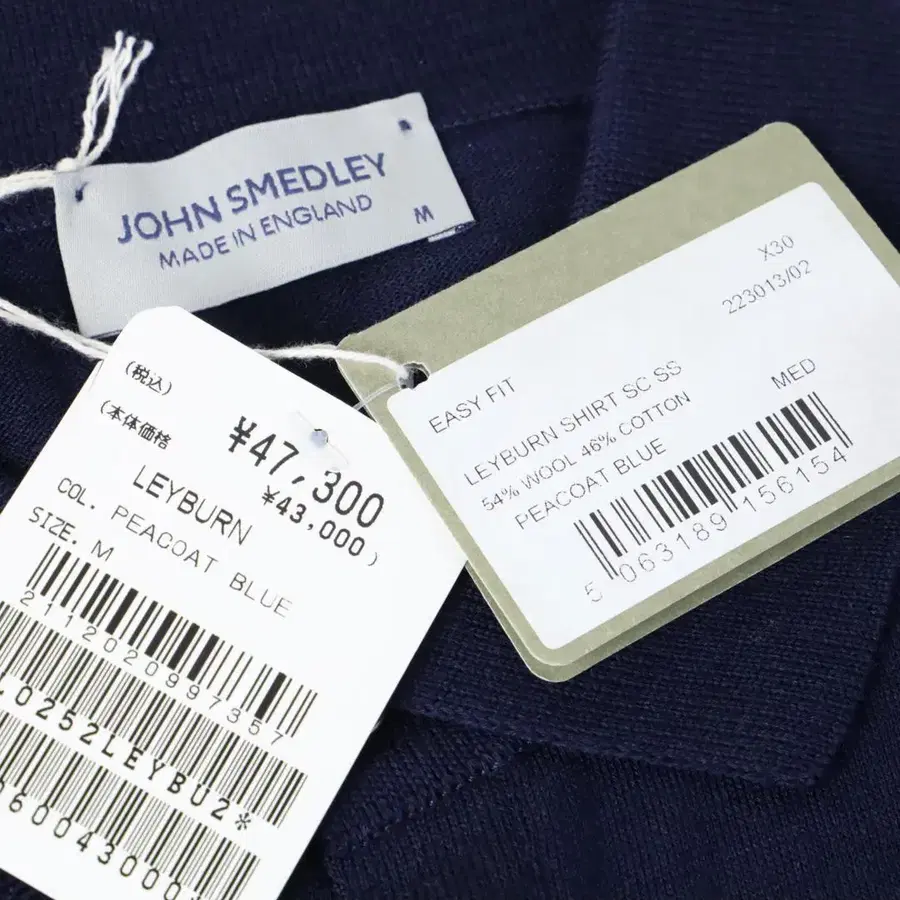 JOHN SMEDLEY
MADE IN ENGLAND
M
(税込)
¥47,300
(本体価格
¥43,000)
LEYBURN
COL. PEACOAT BLUE
SIZE. M
2112020997357
0252LEYBU2*
60043000
X30
223013/02
EASY FIT
LEYBURN SHIRT SC SS
MED
54% WOOL 46% COTTON
PEACOAT BLUE
5 063189 156154